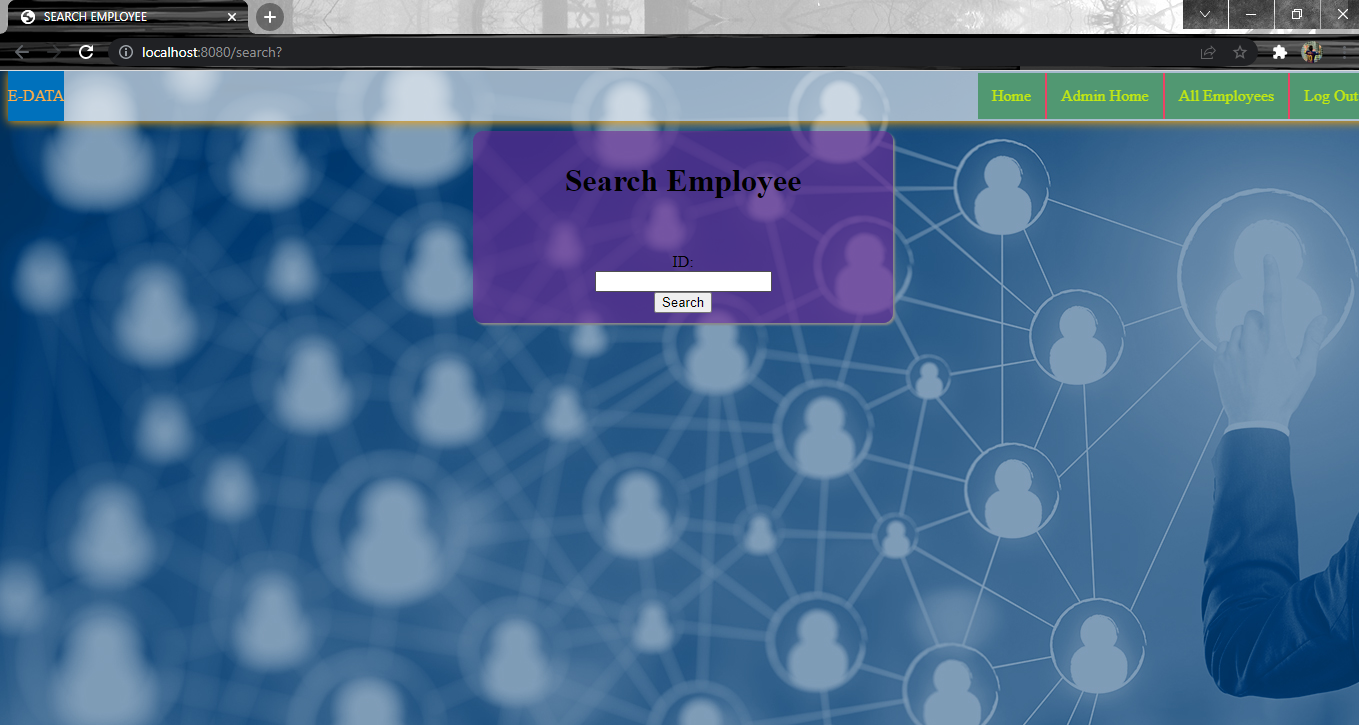 SEARCH EMPLOYEE
localhost:8080/search?
E-DATA
Home
Admin Home
All Employees
Log Out
Search Employee
ID:
Search